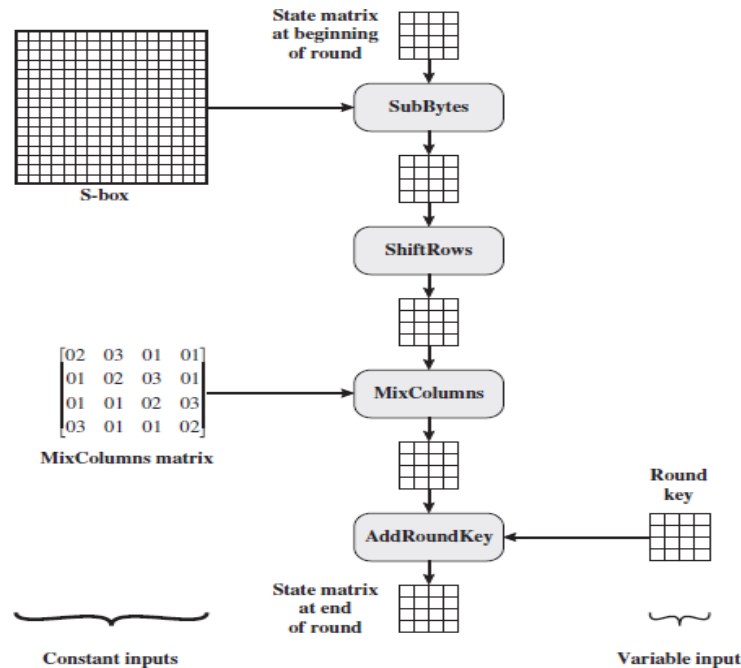 State matrix
at beginning
of round
SubBytes
S-box
ShiftRows
02 03 01 01
01 02 03 01
01 01 02 03
03 01 01 02
MixColumns matrix
MixColumns
Round
key
AddRoundKey
State matrix
at end
of round
Constant inputs
Variable input